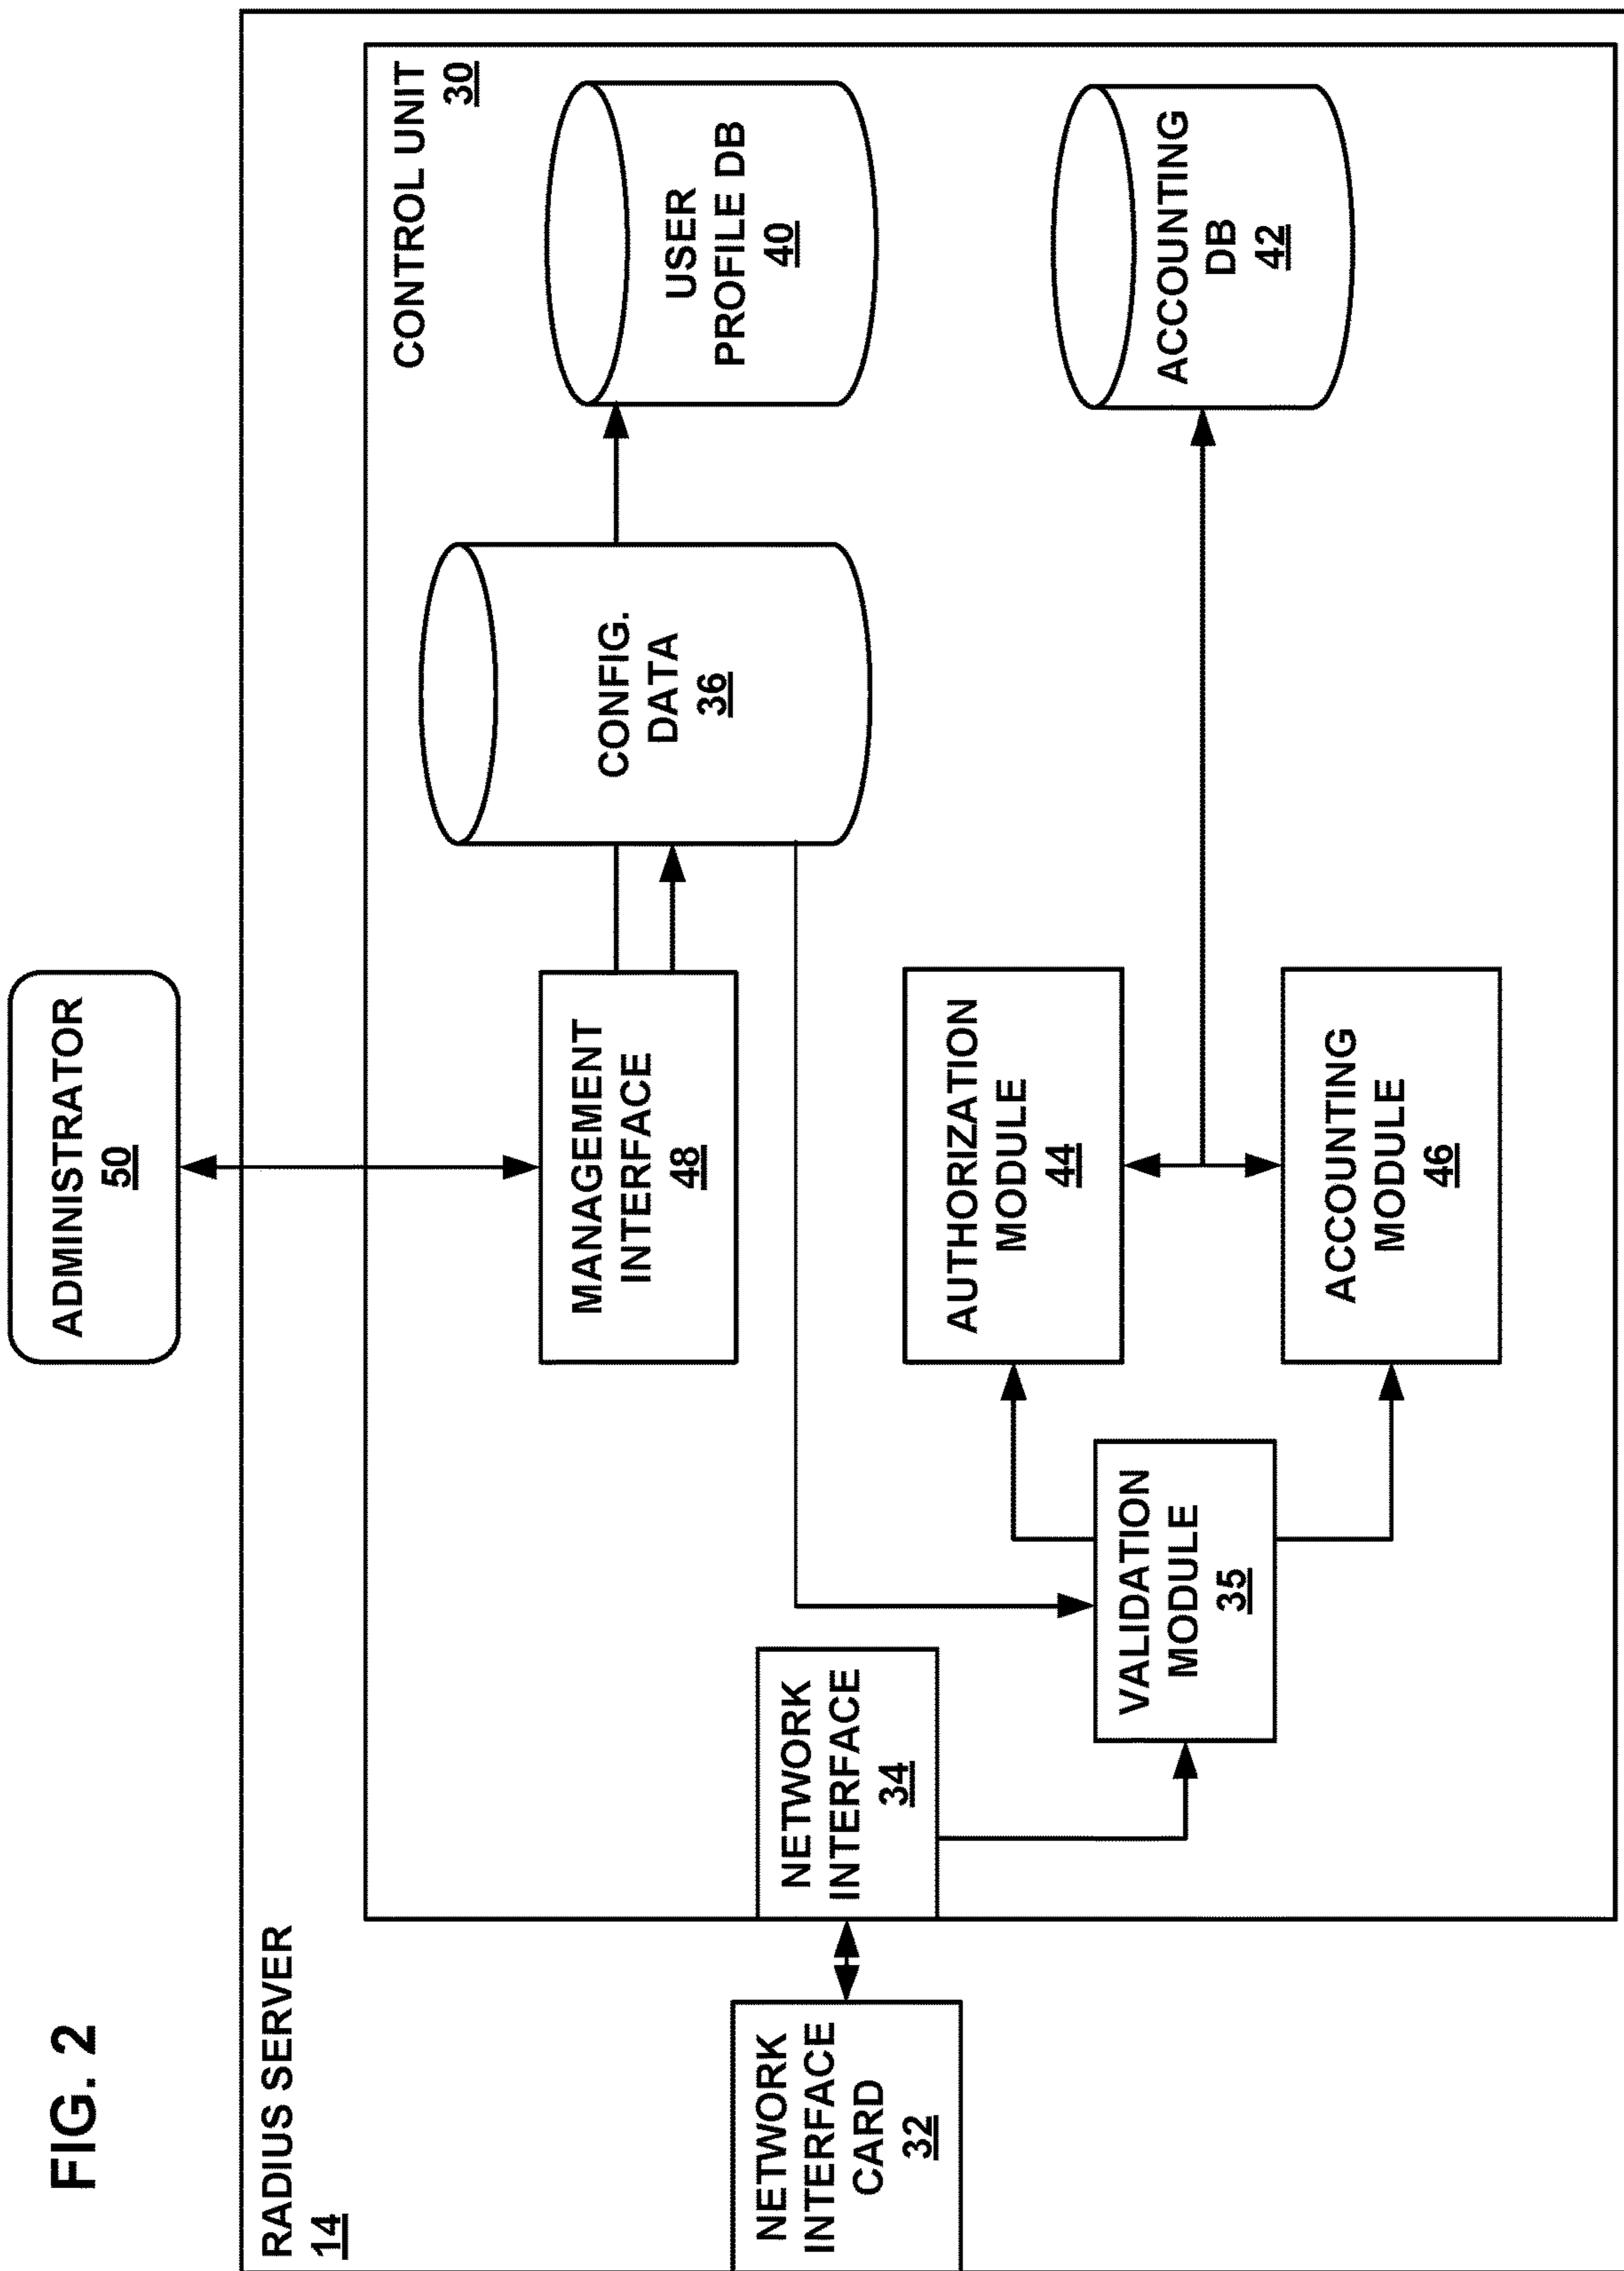 FIG. 2
ADMINISTRATOR
50
RADIUS SERVER
14
CONTROL UNIT
30
MANAGEMENT
INTERFACE
48
CONFIG.
DATA
36
USER
PROFILE DB
40
NETWORK
INTERFACE
CARD
32
NETWORK
INTERFACE
34
VALIDATION
MODULE
35
AUTHORIZATION
MODULE
44
ACCOUNTING
MODULE
46
ACCOUNTING
DB
42